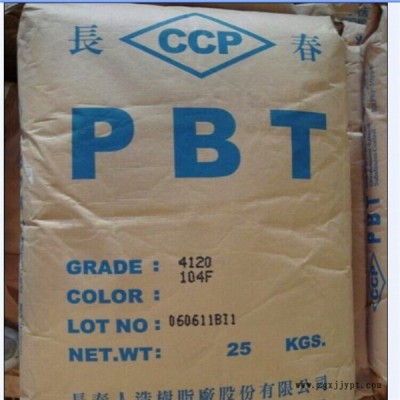 長 CCP 春
PBT
GRADE: 4120
104F
COLOR:
LOT NO: 060611BI1
NET.WT: 25 KGS.
長春人造樹脂廠股份有限公司
PBT